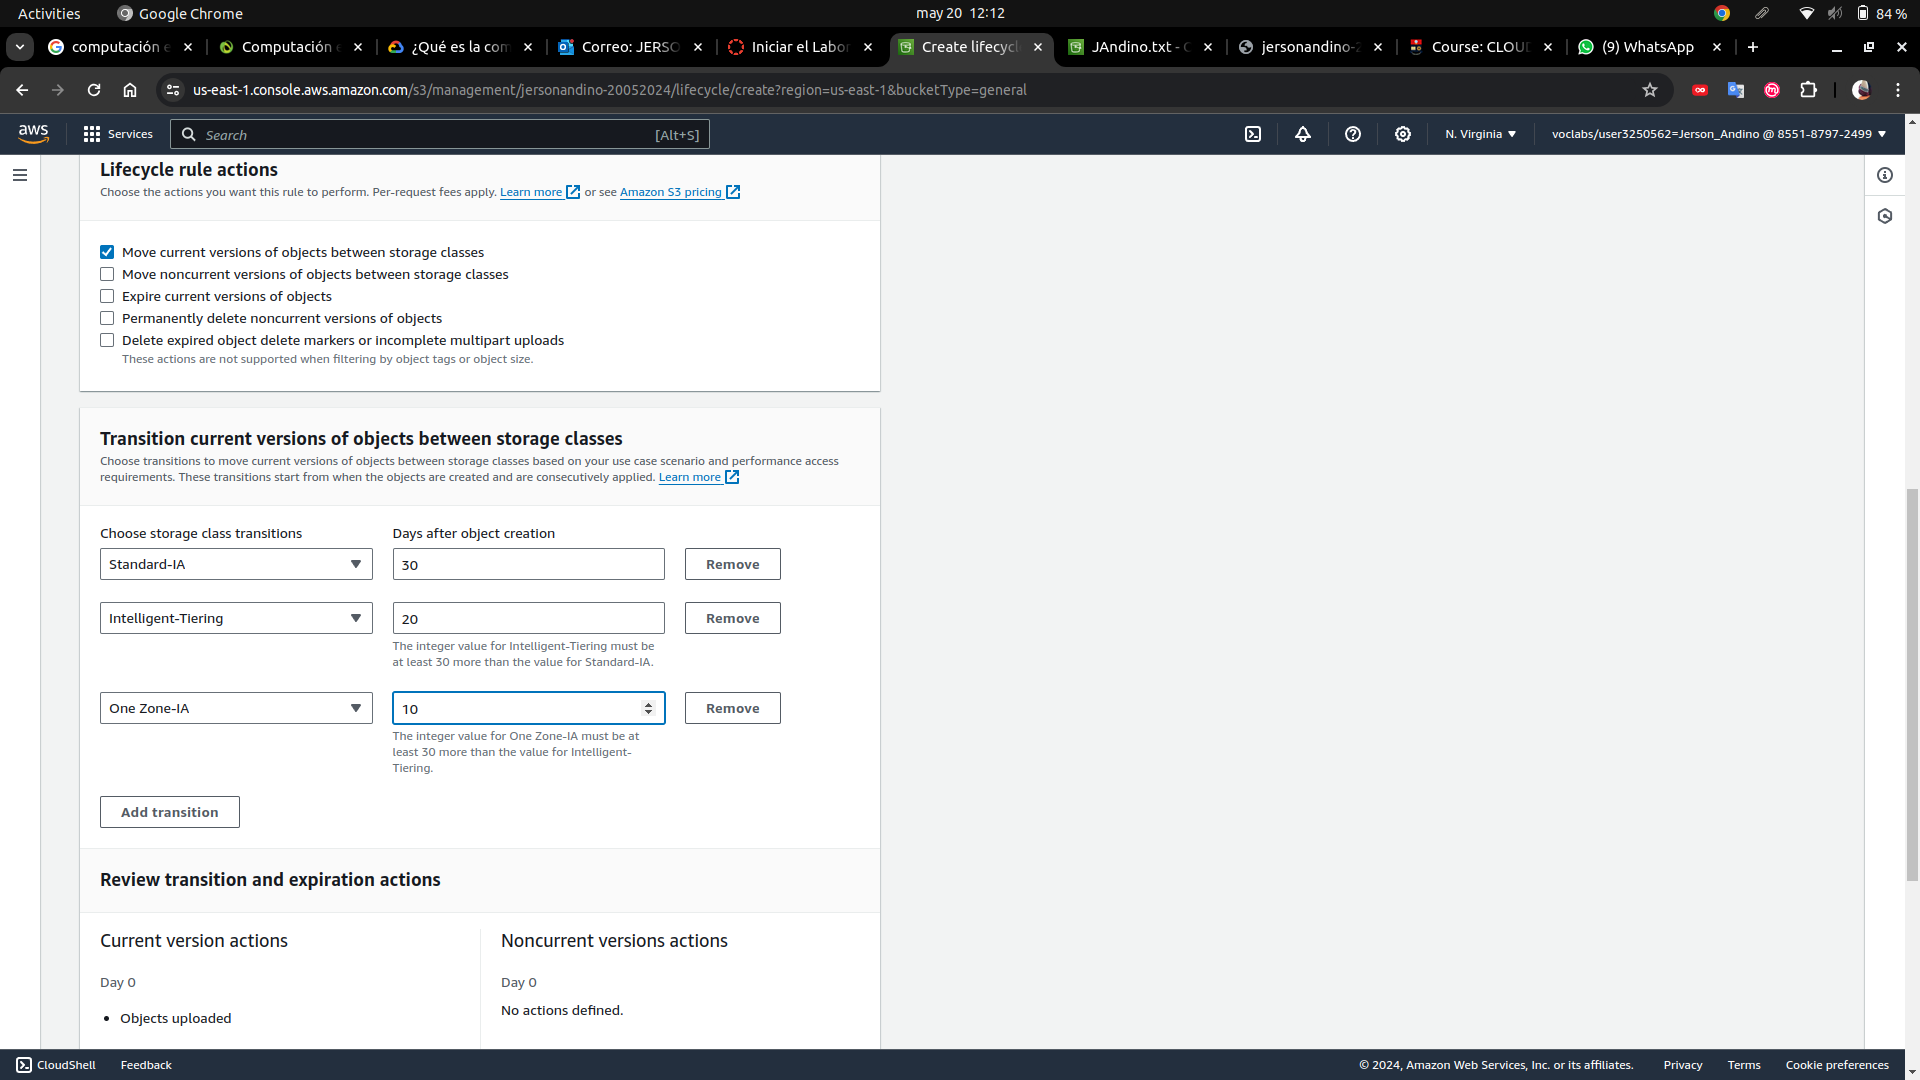 Activities
Google Chrome
may 20 12:12
84 %
computación e
Computación e
¿Qué es la com
Correo: JERSO
Iniciar el Labor
Create lifecycl
JAndino.txt - C
jersonandino-2
Course: CLOUD
(9) WhatsApp
us-east-1.console.aws.amazon.com/s3/management/jersonandino-20052024/lifecycle/create?region=us-east-1&bucketType=general
aws
Services
Search
[Alt+S]
N. Virginia
voclabs/user3250562=Jerson_Andino @ 8551-8797-2499
Lifecycle rule actions
Choose the actions you want this rule to perform. Per-request fees apply. Learn more or see Amazon S3 pricing
Move current versions of objects between storage classes
Move noncurrent versions of objects between storage classes
Expire current versions of objects
Permanently delete noncurrent versions of objects
Delete expired object delete markers or incomplete multipart uploads
These actions are not supported when filtering by object tags or object size.
Transition current versions of objects between storage classes
Choose transitions to move current versions of objects between storage classes based on your use case scenario and performance access
requirements. These transitions start from when the objects are created and are consecutively applied. Learn more
Choose storage class transitions
Days after object creation
Standard-IA
30
Remove
Intelligent-Tiering
20
Remove
The integer value for Intelligent-Tiering must be
at least 30 more than the value for Standard-IA.
One Zone-IA
10
Remove
The integer value for One Zone-IA must be at
least 30 more than the value for Intelligent-
Tiering.
Add transition
Review transition and expiration actions
Current version actions
Noncurrent versions actions
Day 0
Day 0
Objects uploaded
No actions defined.
CloudShell
Feedback
© 2024, Amazon Web Services, Inc. or its affiliates.
Privacy
Terms
Cookie preferences